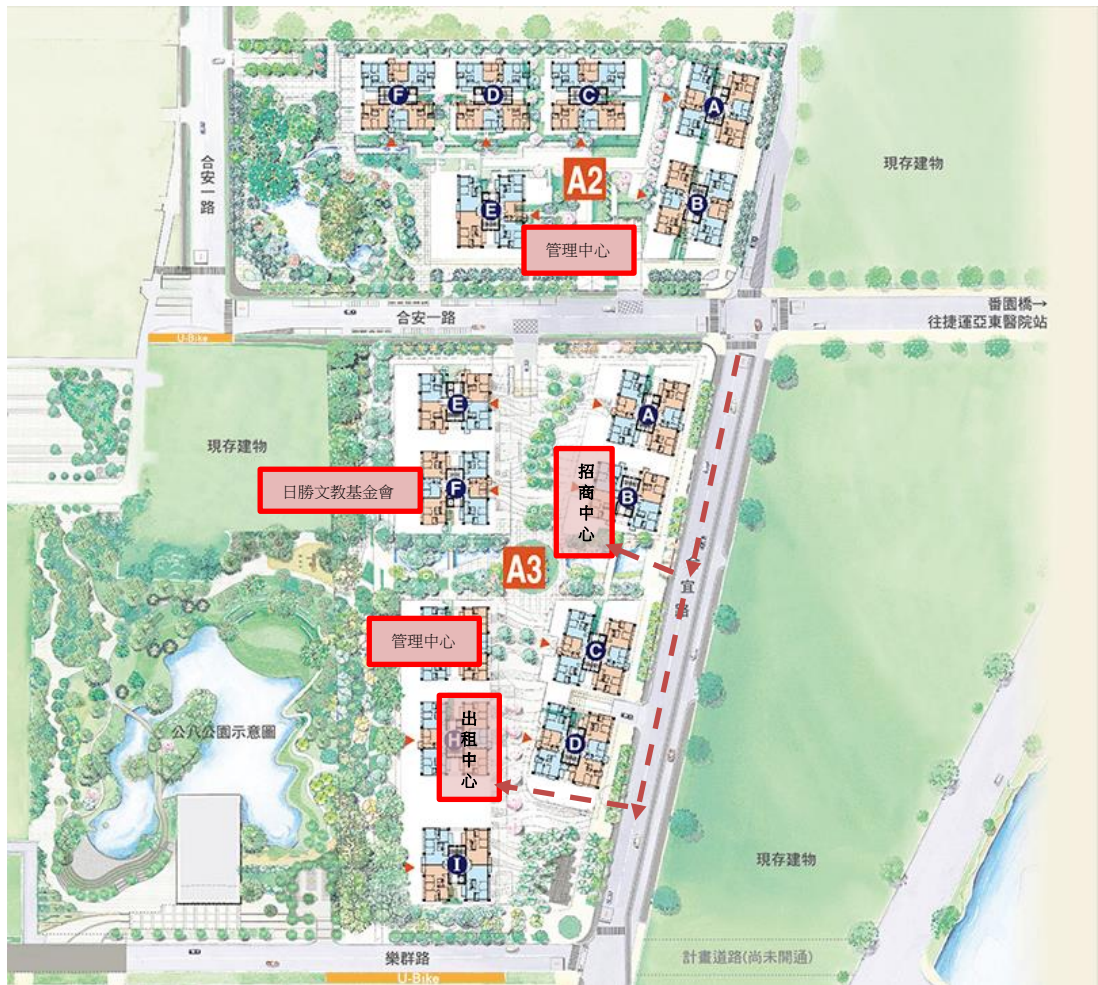 F
D
C
A
合安一路
現存建物
A2
B
E
管理中心
番園橋→
往捷運亞東醫院站
合安一路
U-Bike
E
A
現存建物
招商中心
日勝文教基金會
F
B
A3
宜路
管理中心
C
出租中心
公八公園示意圖
H
D
I
現存建物
樂群路
計畫道路(尚未開通)
U-Bike